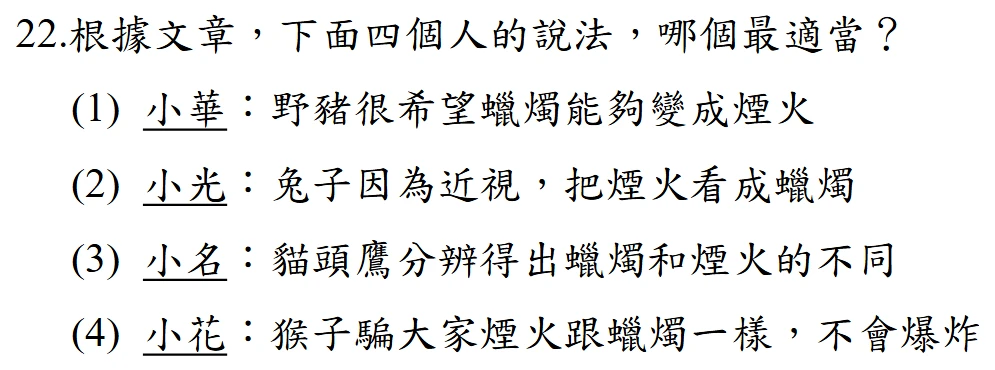 22.根據文章，下面四個人的說法，哪個最適當？
(1) 小華：野豬很希望蠟燭能夠變成煙火
(2) 小光：兔子因為近視，把煙火看成蠟燭
(3) 小名：貓頭鷹分辨得出蠟燭和煙火的不同
(4) 小花：猴子騙大家煙火跟蠟燭一樣，不會爆炸